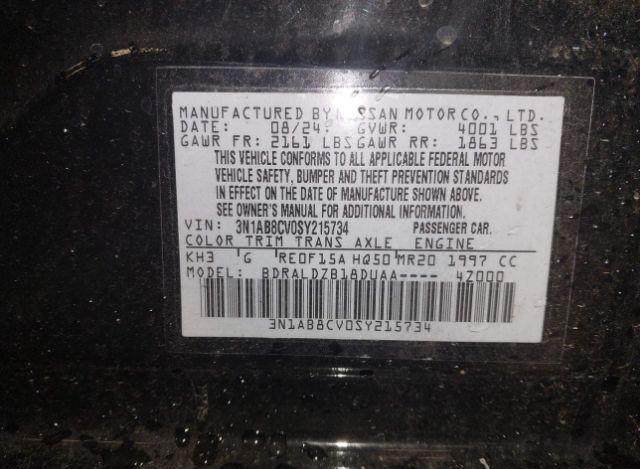 MANUFACTURED BY NISSAN MOTOR CO., LTD.
DATE: 08/24 GVWR: 4001 LBS
GAWR FR: 2161 LBS GAWR RR: 1863 LBS
THIS VEHICLE CONFORMS TO ALL APPLICABLE FEDERAL MOTOR
VEHICLE SAFETY, BUMPER AND THEFT PREVENTION STANDARDS
IN EFFECT ON THE DATE OF MANUFACTURE SHOWN ABOVE.
SEE OWNER'S MANUAL FOR ADDITIONAL INFORMATION.
VIN: 3N1AB8CV0SY215734 PASSENGER CAR.
COLOR TRIM TRANS AXLE ENGINE
KH3 G RE0F15A HQ50 MR20 1997 CC
MODEL: BDRALDZB18DUAA---- 4Z000
3N1AB8CV0SY215734